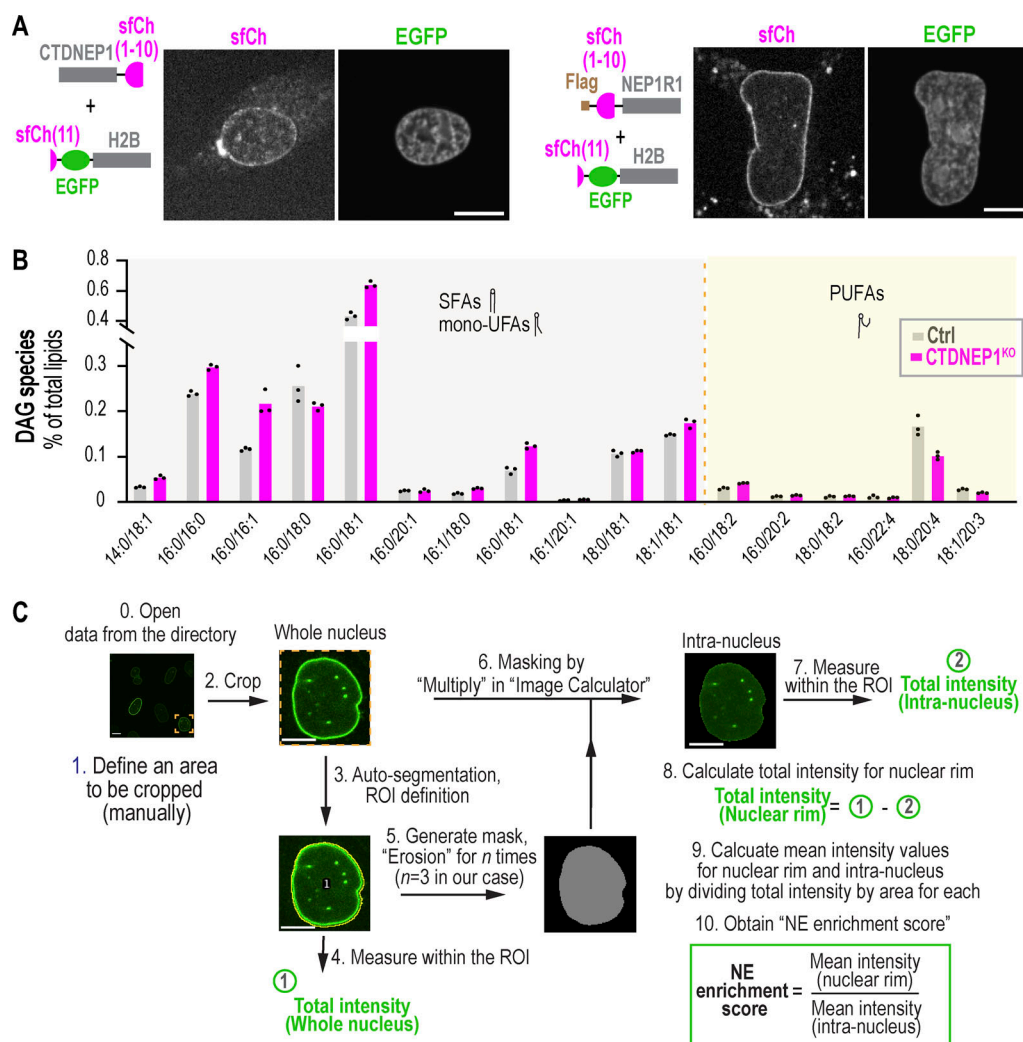 A
sfCh
(1-10)
CTDNEP1
+
sfCh(11)
H2B
EGFP
sfCh
EGFP
sfCh
(1-10)
Flag
NEP1R1
+
sfCh(11)
H2B
EGFP
sfCh
EGFP
B
DAG species
% of total lipids
0.8
0.6
0.4
0.3
0.2
0.1
0
SFAs
mono-UFAs
PUFAs
Ctrl
CTDNEP1KO
14:0/18:1
16:0/16:0
16:0/16:1
16:0/18:0
16:0/18:1
16:0/20:1
16:1/18:0
16:0/18:1
16:1/20:1
18:0/18:1
18:1/18:1
16:0/18:2
16:0/20:2
18:0/18:2
16:0/22:4
18:0/20:4
18:1/20:3
C
0. Open
data from the directory
1. Define an area
to be cropped
(manually)
2. Crop
Whole nucleus
3. Auto-segmentation,
ROI definition
1
4. Measure within the ROI
1
Total intensity
(Whole nucleus)
5. Generate mask,
“Erosion” for n times
(n=3 in our case)
6. Masking by
“Multiply” in “Image Calculator”
Intra-nucleus
7. Measure
within the ROI
2
Total intensity
(Intra-nucleus)
8. Calculate total intensity for nuclear rim
Total intensity
(Nuclear rim)
= 1 - 2
9. Calcuate mean intensity values
for nuclear rim and intra-nucleus
by dividing total intensity by area for each
10. Obtain “NE enrichment score”
NE
enrichment
score
=
Mean intensity
(nuclear rim)
Mean intensity
(intra-nucleus)